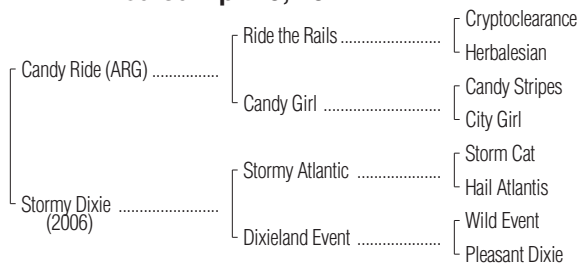 Cryptoclearance
Ride the Rails ..................
Herbalesian
Candy Ride (ARG) ...............
Candy Stripes
Candy Girl .........................
City Girl
Storm Cat
Stormy Atlantic .................
Hail Atlantis
Stormy Dixie ......................
(2006)
Wild Event
Dixieland Event ..................
Pleasant Dixie